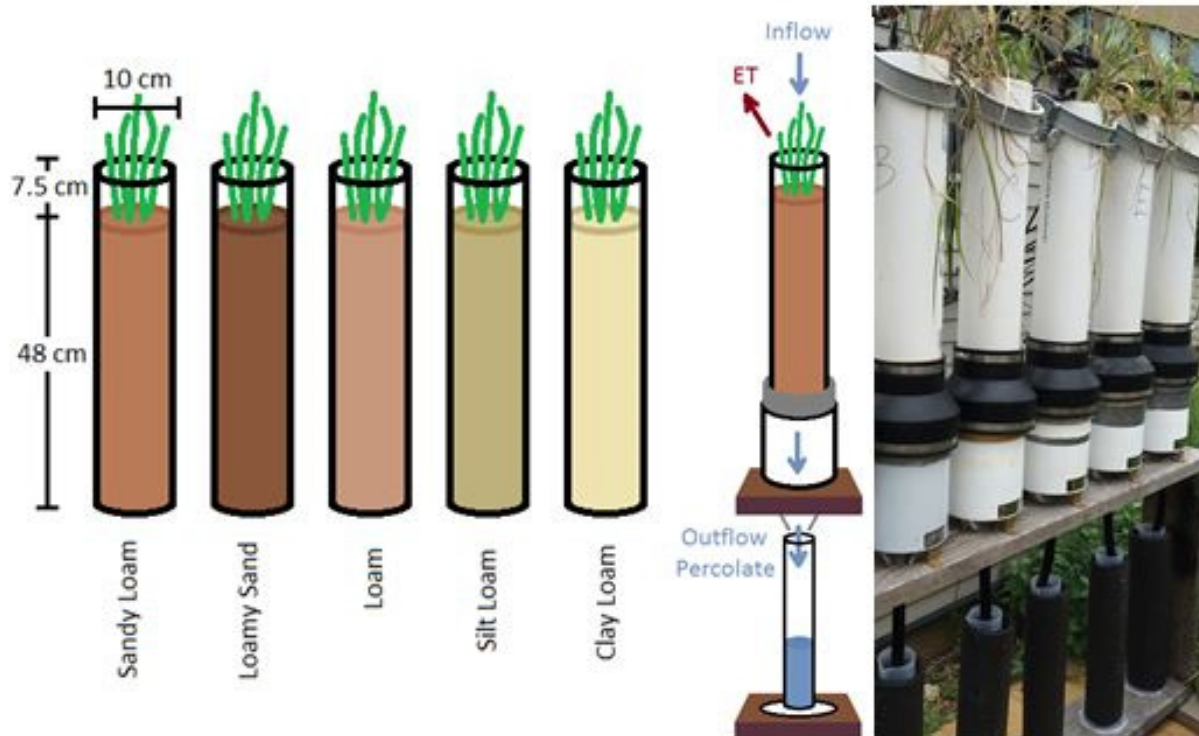 10 cm
7.5 cm
48 cm
Sandy Loam
Loamy Sand
Loam
Silt Loam
Clay Loam
Inflow
ET
Outflow
Percolate
B
C